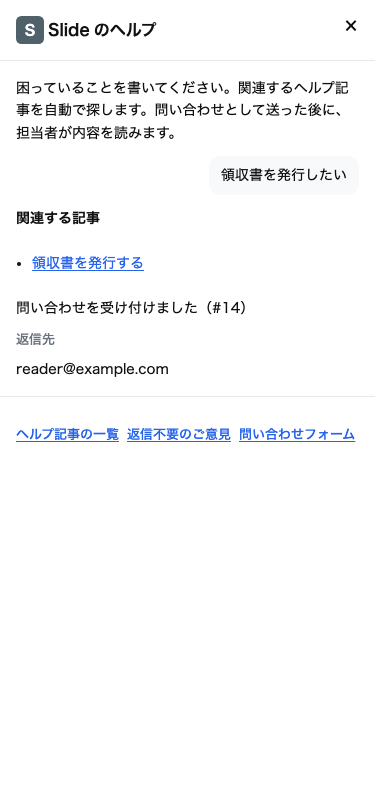 S Slide のヘルプ ×
困っていることを書いてください。関連するヘルプ記
事を自動で探します。問い合わせとして送った後に、
担当者が内容を読みます。
領収書を発行したい
関連する記事
• 領収書を発行する
問い合わせを受け付けました（#14）
返信先
reader@example.com
ヘルプ記事の一覧 返信不要のご意見 問い合わせフォーム